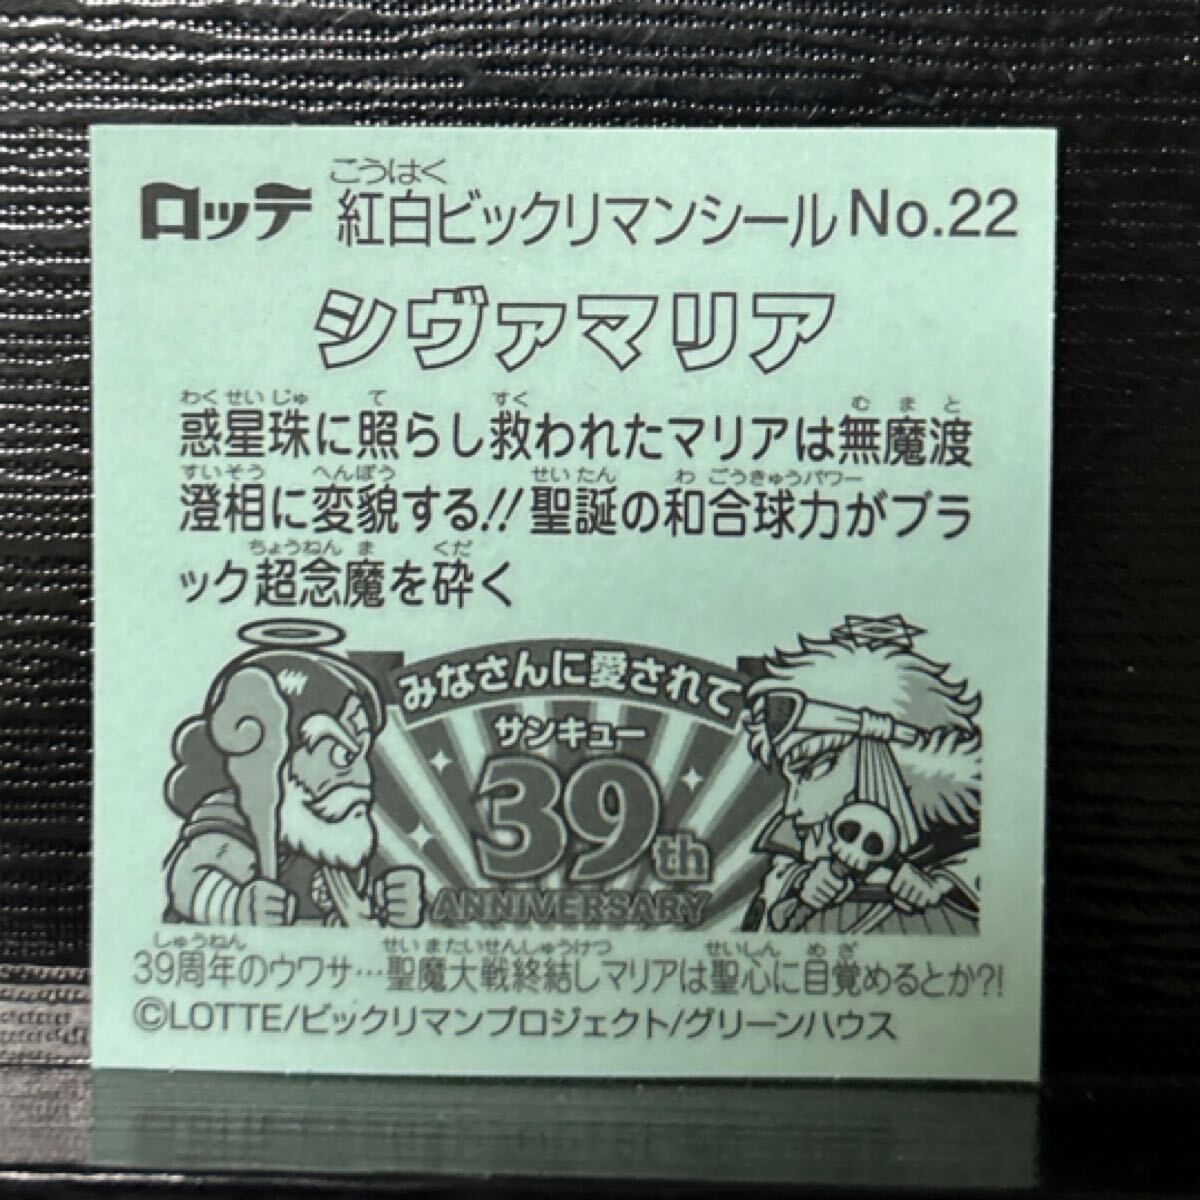 こうはく
ロッテ 紅白ビックリマンシール No.22
シヴァマリア
わくせいじゅ て すく むまと
惑星珠に照らし救われたマリアは無魔渡
すいそう へんぼう せいたん わ ごうきゅうパワー
澄相に変貌する!! 聖誕の和合球力がブラ
ちょうねん ま くだ
ック超念魔を砕く
みなさんに愛されて
サンキュー
39th
ANNIVERSARY
しゅうねん せいまたいせんしゅうけつ せいしん めざ
39周年のウワサ…聖魔大戦終結しマリアは聖心に目覚めるとか?!
©LOTTE/ビックリマンプロジェクト/グリーンハウス